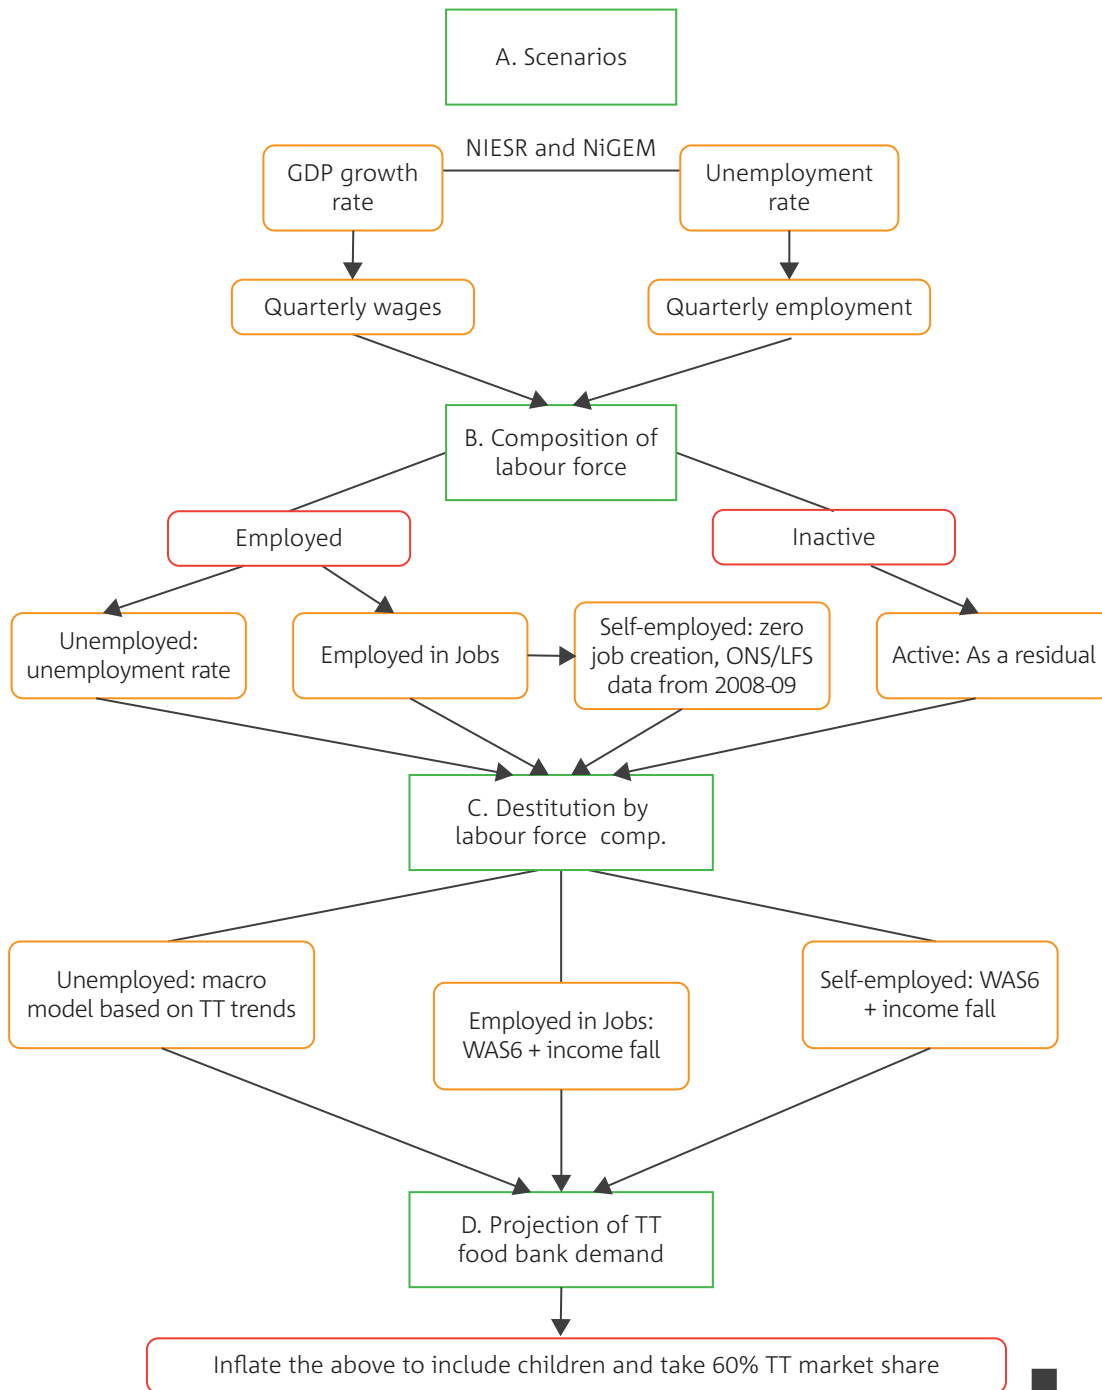 A. Scenarios
NIESR and NiGEM
GDP growth
rate
Unemployment
rate
Quarterly wages
Quarterly employment
B. Composition of
labour force
Employed
Inactive
Unemployed:
unemployment rate
Employed in Jobs
Self-employed: zero
job creation, ONS/LFS
data from 2008-09
Active: As a residual
C. Destitution by
labour force comp.
Unemployed: macro
model based on TT trends
Employed in Jobs:
WAS6 + income fall
Self-employed: WAS6
+ income fall
D. Projection of TT
food bank demand
Inflate the above to include children and take 60% TT market share